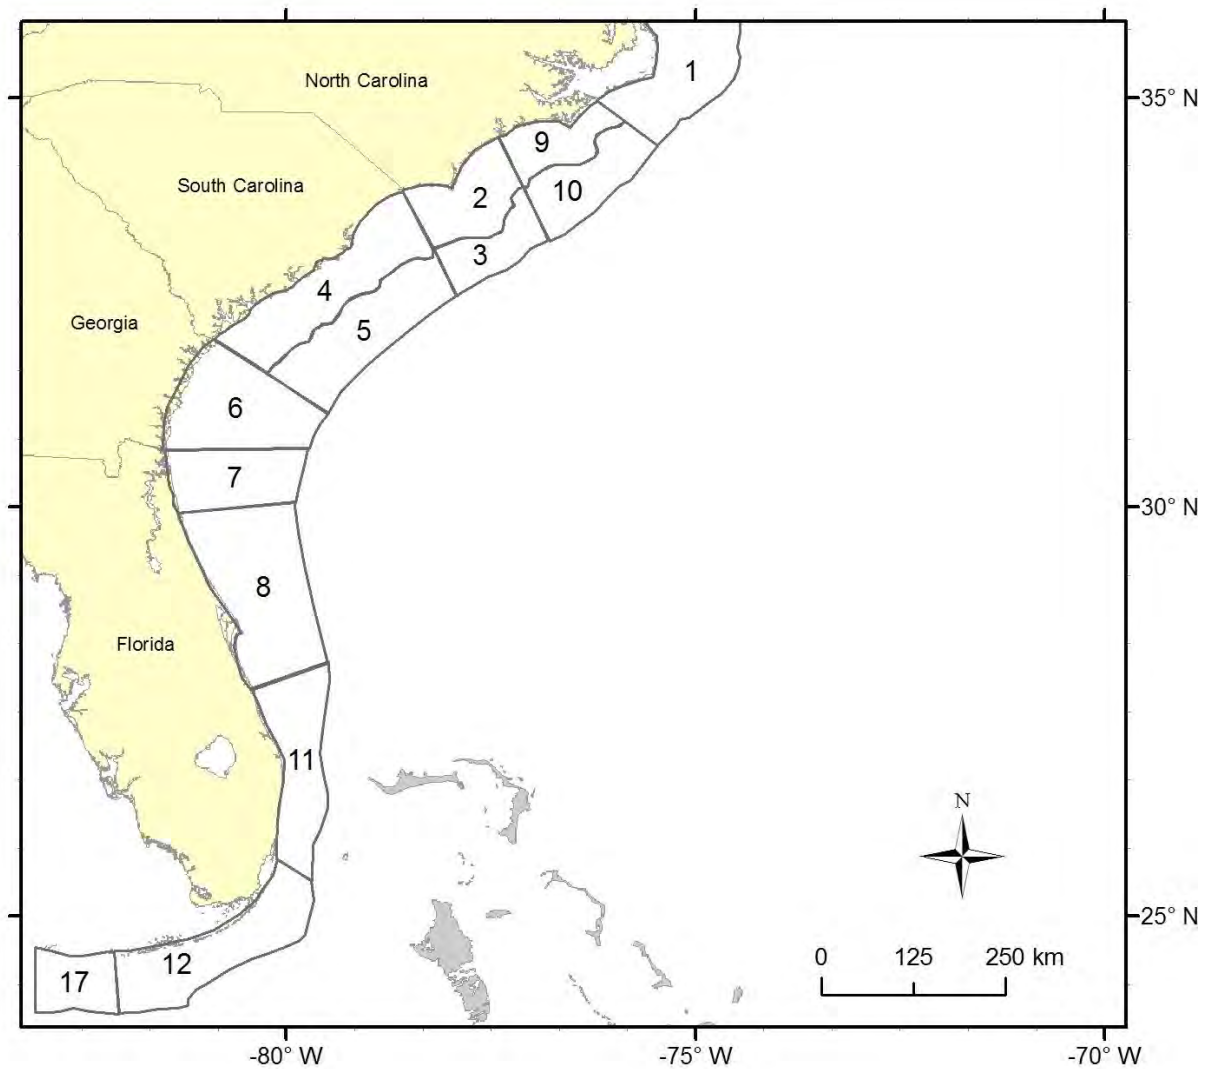 North Carolina
1
35° N
9
South Carolina
10
2
3
4
Georgia
5
6
7
30° N
8
Florida
11
N
25° N
12
17
0 125 250 km
-80° W -75° W -70° W